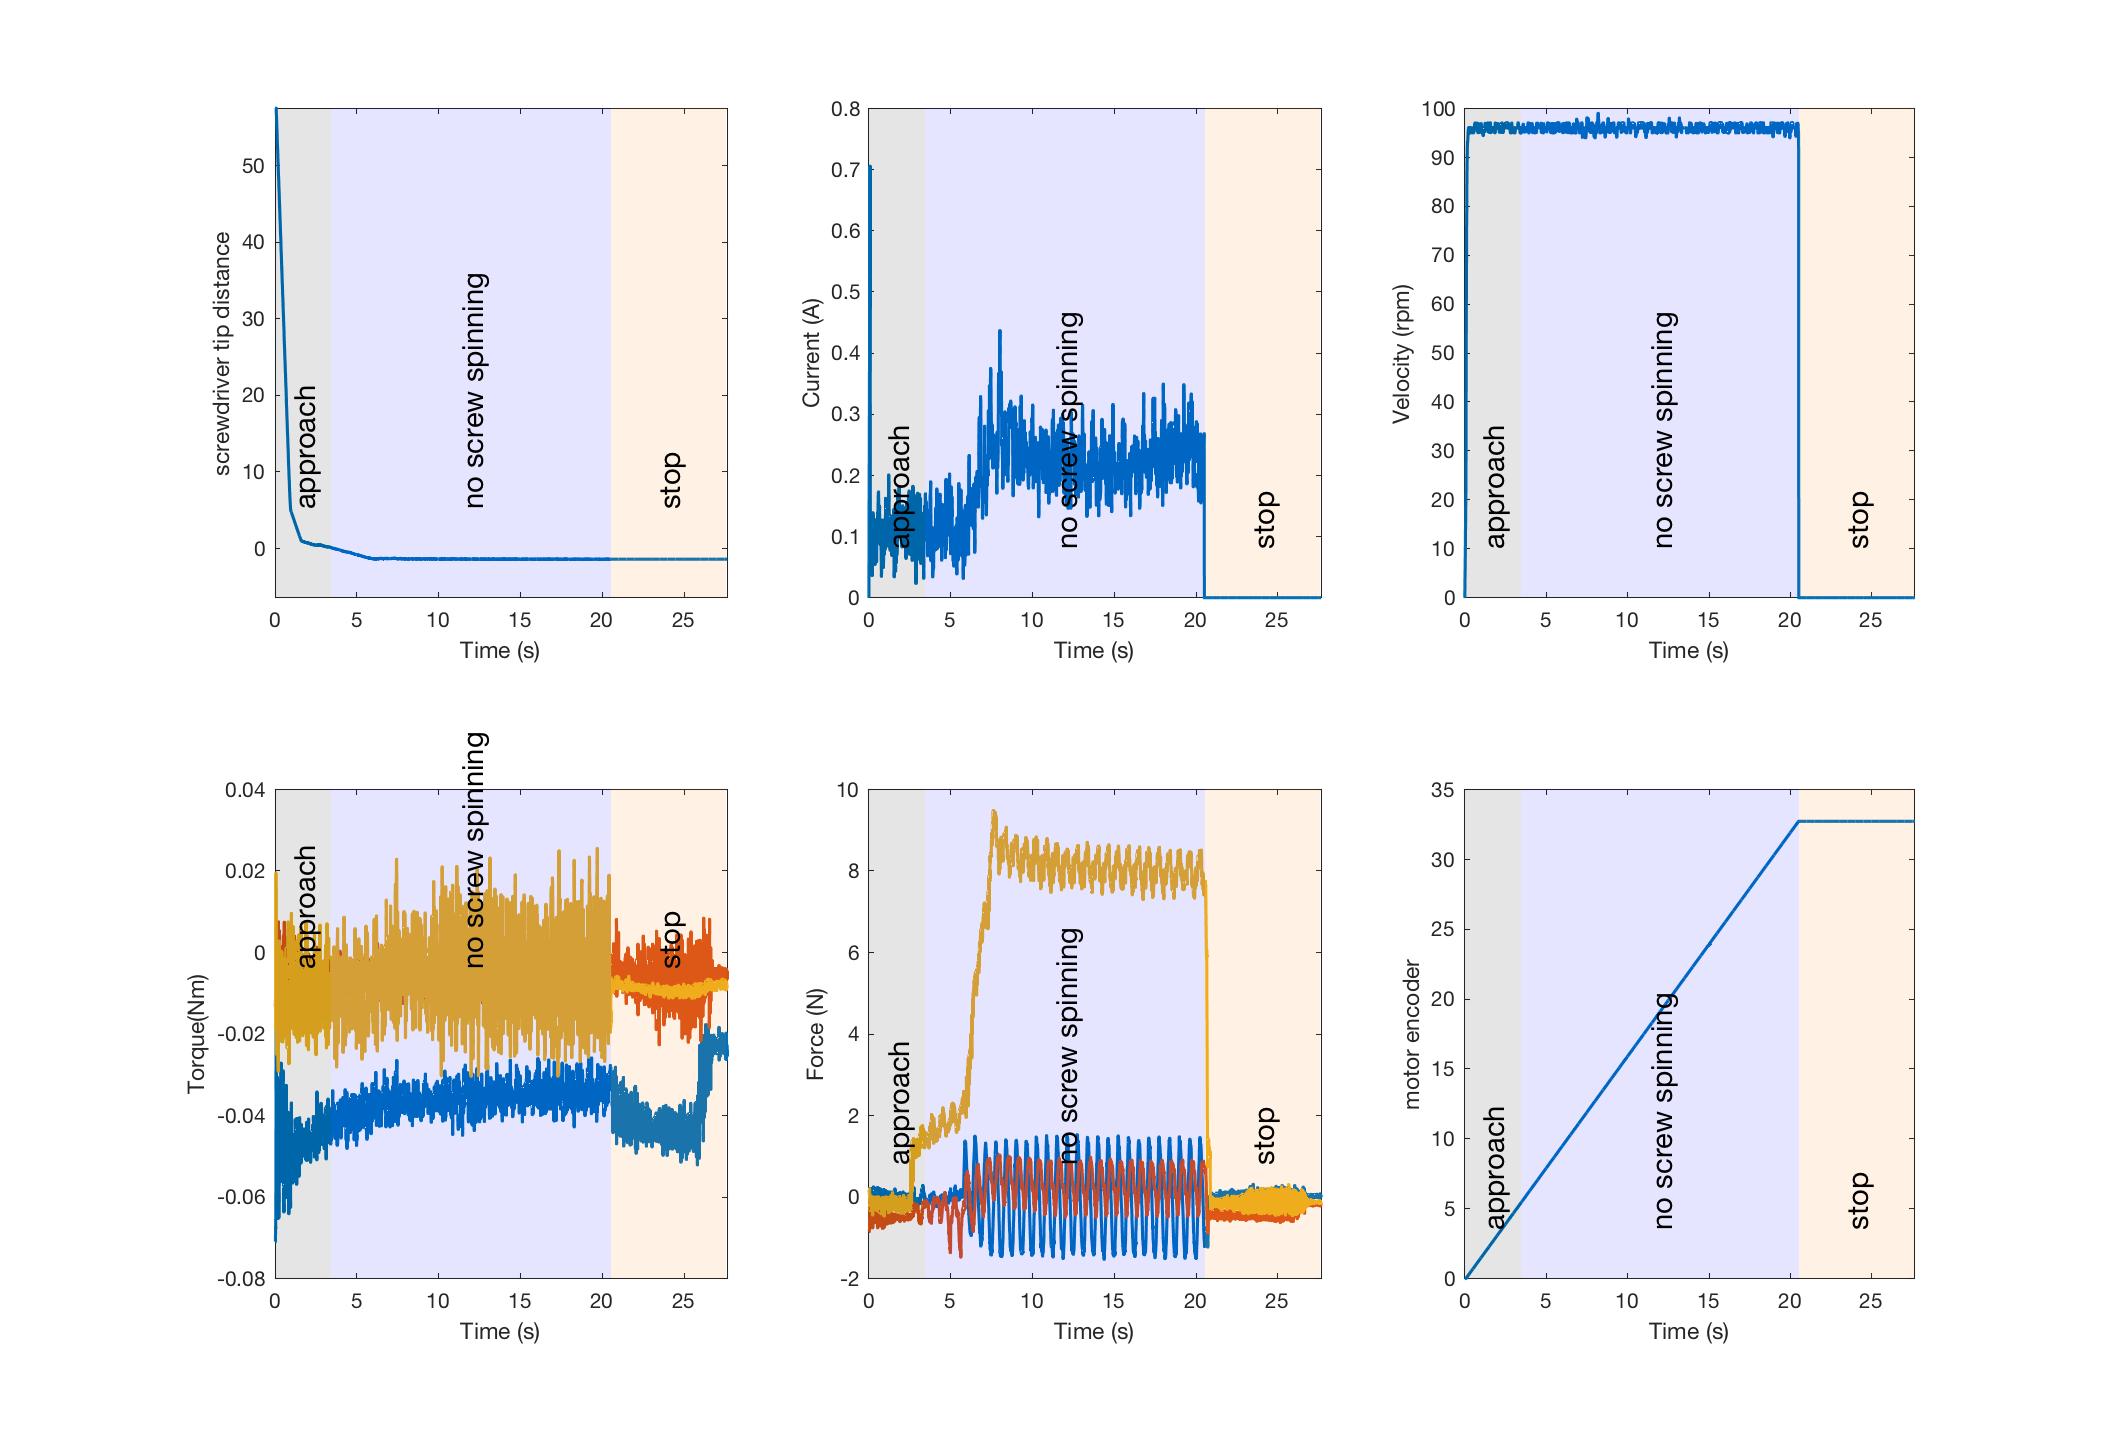 screwdriver tip distance
50
40
30
20
10
0
approach
no screw spinning
stop
0 5 10 15 20 25
Time (s)
Current (A)
0.8
0.7
0.6
0.5
0.4
0.3
0.2
0.1
0
approach
no screw spinning
stop
0 5 10 15 20 25
Time (s)
Velocity (rpm)
100
90
80
70
60
50
40
30
20
10
0
approach
no screw spinning
stop
0 5 10 15 20 25
Time (s)
Torque(Nm)
0.04
0.02
0
-0.02
-0.04
-0.06
-0.08
approach
no screw spinning
stop
0 5 10 15 20 25
Time (s)
Force (N)
10
8
6
4
2
0
-2
approach
no screw spinning
stop
0 5 10 15 20 25
Time (s)
motor encoder
35
30
25
20
15
10
5
0
approach
no screw spinning
stop
0 5 10 15 20 25
Time (s)